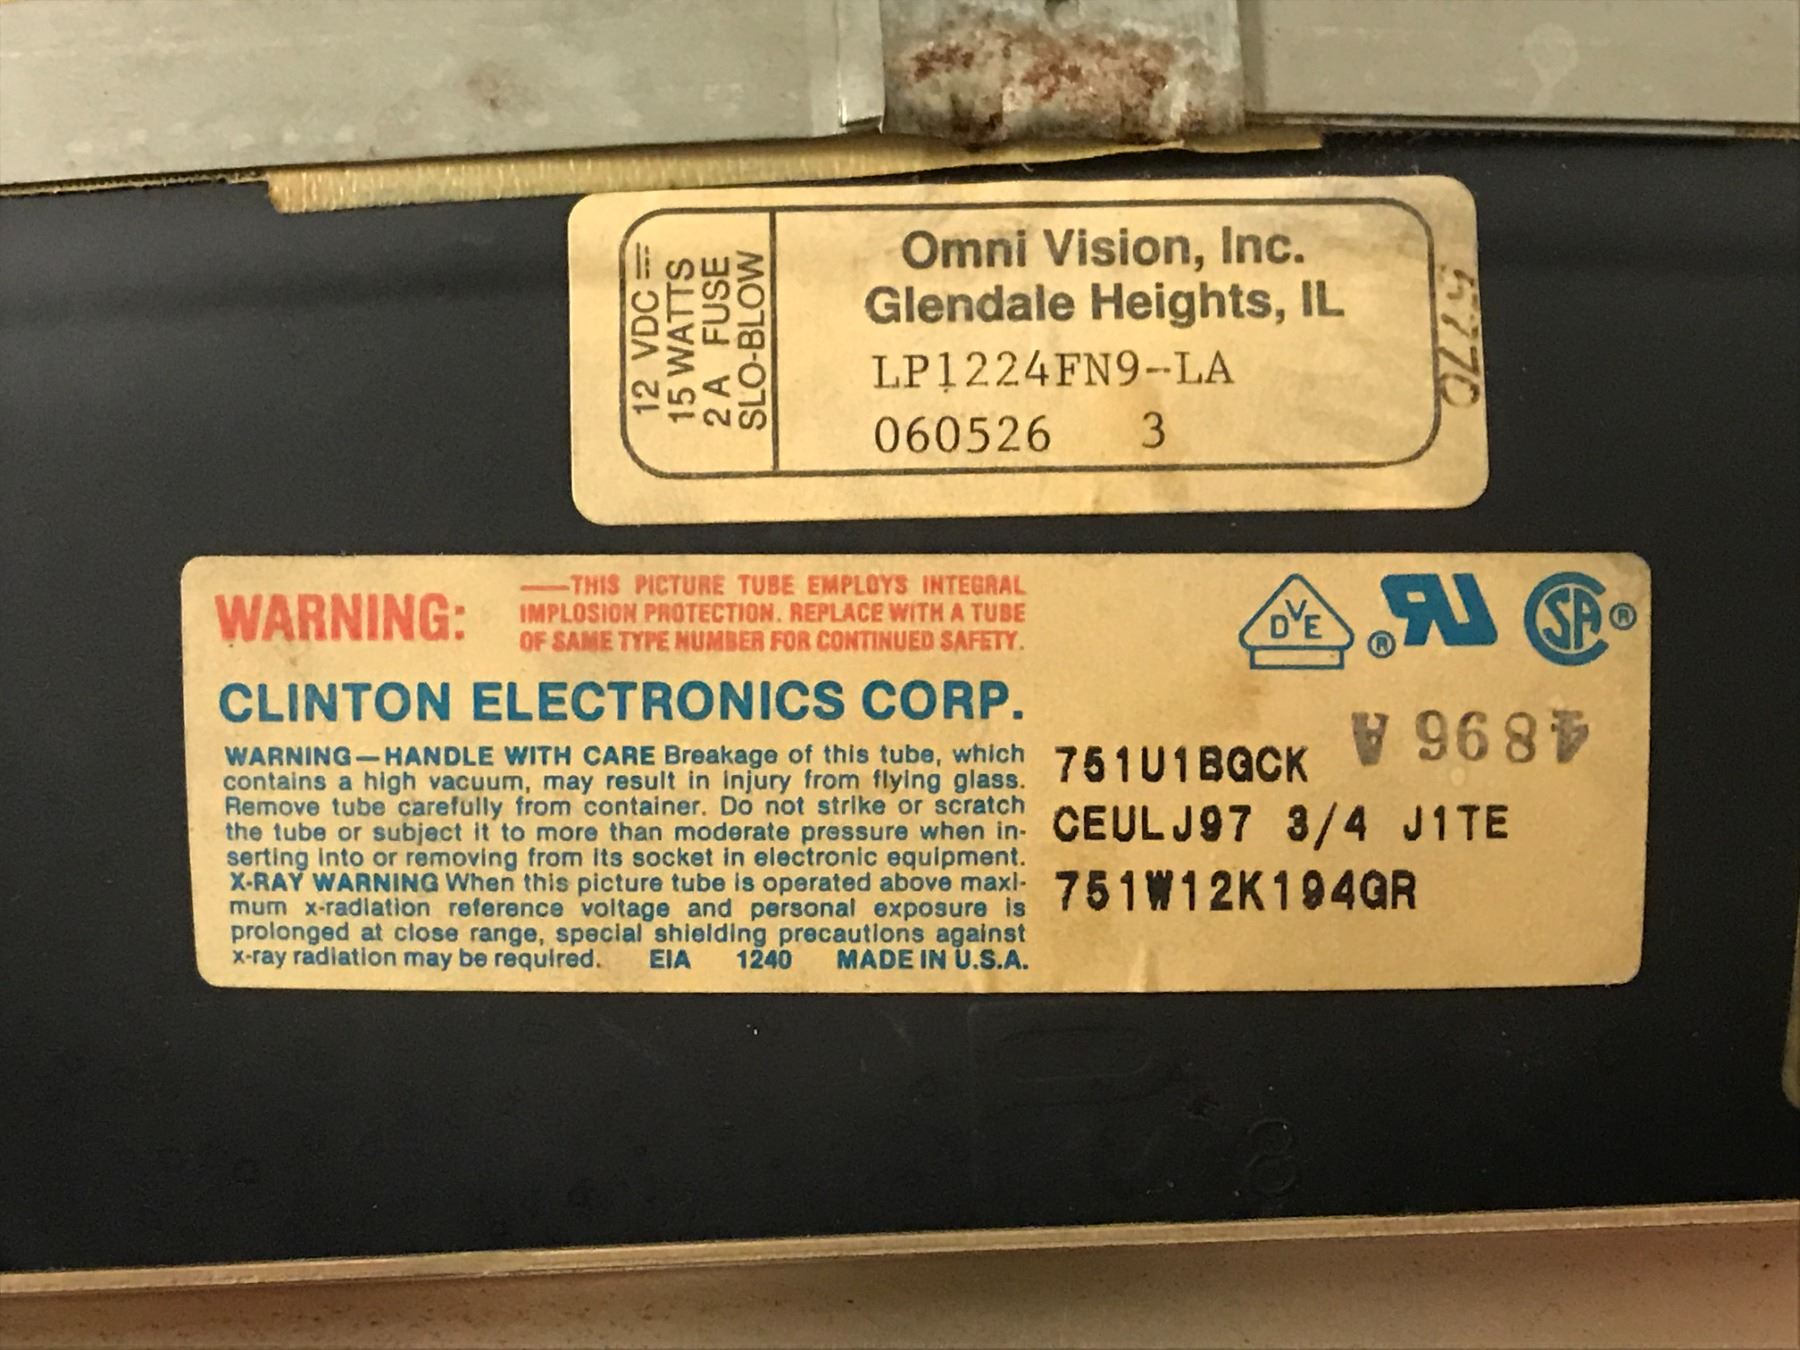 12 VDC
15 WATTS
2 A FUSE
SLO-BLOW
Omni Vision, Inc.
Glendale Heights, IL
LP1224FN9--LA
060526 3
WARNING:
—THIS PICTURE TUBE EMPLOYS INTEGRAL
IMPLOSION PROTECTION. REPLACE WITH A TUBE
OF SAME TYPE NUMBER FOR CONTINUED SAFETY.
DVE
® UR
SA®
CLINTON ELECTRONICS CORP.
WARNING—HANDLE WITH CARE Breakage of this tube, which
contains a high vacuum, may result in injury from flying glass.
Remove tube carefully from container. Do not strike or scratch
the tube or subject it to more than moderate pressure when in-
serting into or removing from its socket in electronic equipment.
X-RAY WARNING When this picture tube is operated above maxi-
mum x-radiation reference voltage and personal exposure is
prolonged at close range, special shielding precautions against
x-ray radiation may be required. EIA 1240 MADE IN U.S.A.
4896 A
751U1BGCK
CEULJ97 3/4 J1TE
751W12K194GR
8